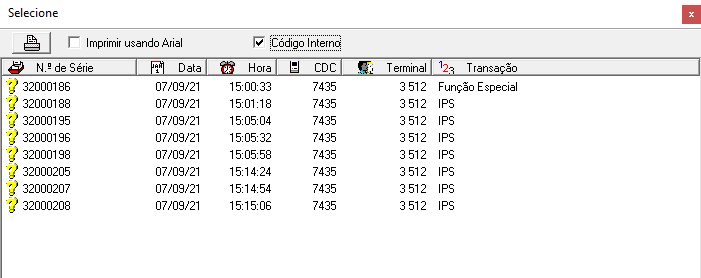 Selecione
Imprimir usando Arial Código Interno
N.º de Série Data Hora CDC Terminal Transação
32000186 07/09/21 15:00:33 7435 3 512 Função Especial
32000188 07/09/21 15:01:18 7435 3 512 IPS
32000195 07/09/21 15:05:04 7435 3 512 IPS
32000196 07/09/21 15:05:32 7435 3 512 IPS
32000198 07/09/21 15:05:58 7435 3 512 IPS
32000205 07/09/21 15:14:24 7435 3 512 IPS
32000207 07/09/21 15:14:54 7435 3 512 IPS
32000208 07/09/21 15:15:06 7435 3 512 IPS